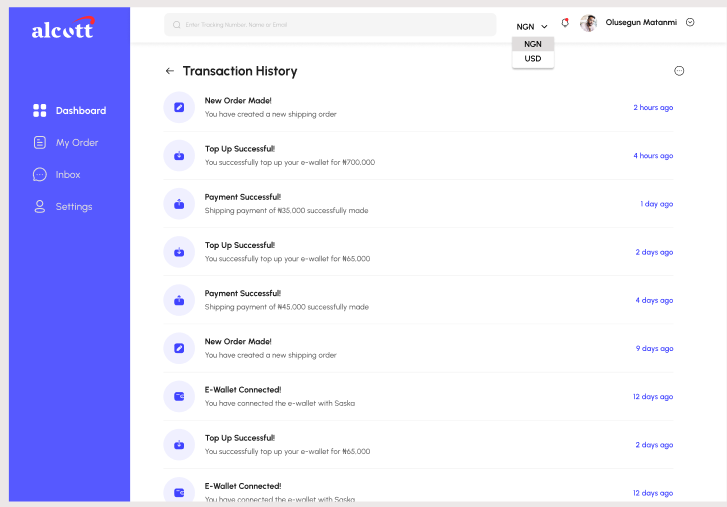 alcott
Enter Tracking Number, Name or Email
NGN
Olusegun Matanmi
NGN
USD
Transaction History
Dashboard
My Order
Inbox
Settings
New Order Made!
You have created a new shipping order
2 hours ago
Top Up Successful!
You successfully top up your e-wallet for ₦700.000
4 hours ago
Payment Successful!
Shipping payment of ₦35,000 successfully made
1 day ago
Top Up Successful!
You successfully top up your e-wallet for ₦65,000
2 days ago
Payment Successful!
Shipping payment of ₦45,000 successfully made
4 days ago
New Order Made!
You have created a new shipping order
9 days ago
E-Wallet Connected!
You have connected the e-wallet with Saska
12 days ago
Top Up Successful!
You successfully top up your e-wallet for ₦65,000
2 days ago
E-Wallet Connected!
You have connected the e-wallet with Saska
12 days ago